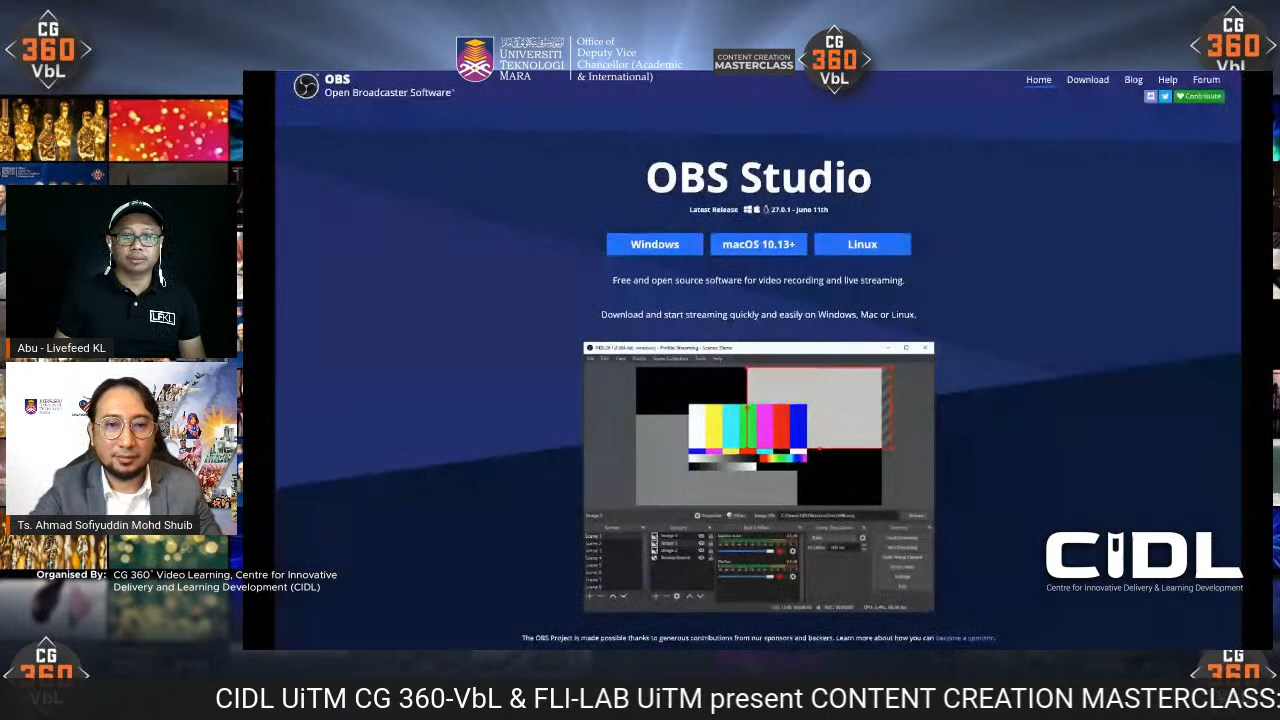 CG
360
VbL
UNIVERSITI
TEKNOLOGI
MARA
Office of
Deputy Vice
Chancellor (Academic
& International)
CONTENT CREATION
MASTERCLASS
CG
360
VbL
CG
360
VbL
OBS
Open Broadcaster Software
Home Download Blog Help Forum
Contribute
OBS Studio
Latest Release 27.0.1 - June 11th
Windows macOS 10.13+ Linux
Free and open source software for video recording and live streaming.
Download and start streaming quickly and easily on Windows, Mac or Linux.
The OBS Project is made possible thanks to generous contributions from our sponsors and backers. Learn more about how you can become a sponsor.
LFKL
Abu - Livefeed KL
Ts. Ahmad Sofiyuddin Mohd Shuib
Organised By: CG 360° Video Learning, Centre for Innovative
Delivery and Learning Development (CIDL)
CiDL
Centre for Innovative Delivery & Learning Development
CG
360
VbL
CG
360
CIDL UiTM CG 360-VbL & FLI-LAB UiTM present CONTENT CREATION MASTERCLASS: